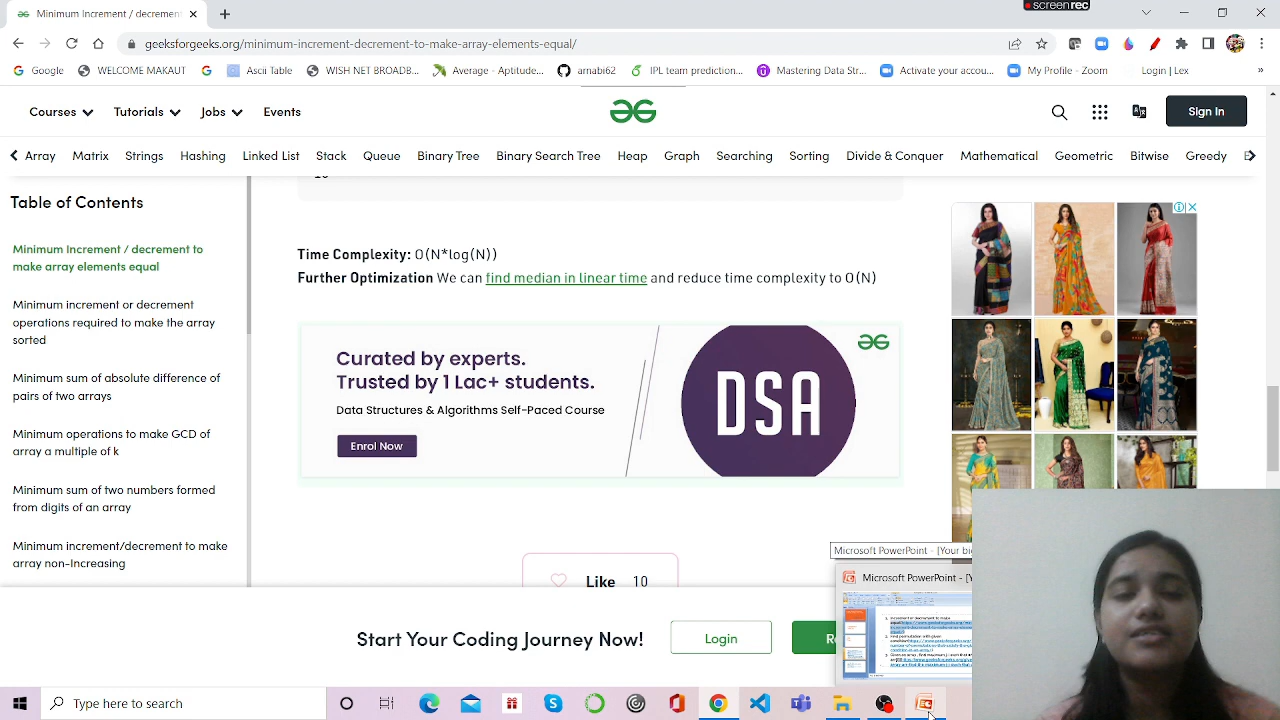 screenrec
Minimum Increment / decremen
geeksforgeeks.org/minimum-increment-decrement-to-make-array-elements-equal/
Google
WELCOME MAKAUT
Ascii Table
WISH NET BROADB...
Average - Aptitude...
arnabi62
IPL team prediction...
Mastering Data Str...
Activate your accou...
My Profile - Zoom
Explorer Login | Lex
»
Courses
Tutorials
Jobs
Events
Sign In
Array
Matrix
Strings
Hashing
Linked List
Stack
Queue
Binary Tree
Binary Search Tree
Heap
Graph
Searching
Sorting
Divide & Conquer
Mathematical
Geometric
Bitwise
Greedy
Table of Contents
Minimum Increment / decrement to
make array elements equal
Minimum increment or decrement
operations required to make the array
sorted
Minimum sum of absolute difference of
pairs of two arrays
Minimum operations to make GCD of
array a multiple of k
Minimum sum of two numbers formed
from digits of an array
Minimum increment/decrement to make
array non-Increasing
Time Complexity: O(N*log(N))
Further Optimization We can find median in linear time and reduce time complexity to O(N)
Curated by experts.
Trusted by 1 Lac+ students.
Data Structures & Algorithms Self-Paced Course
Enrol Now
DSA
Like 10
Microsoft PowerPoint - [Your bi
Microsoft PowerPoint - [Y
Start Your Coding Journey Now!
Login
Re
Type here to search